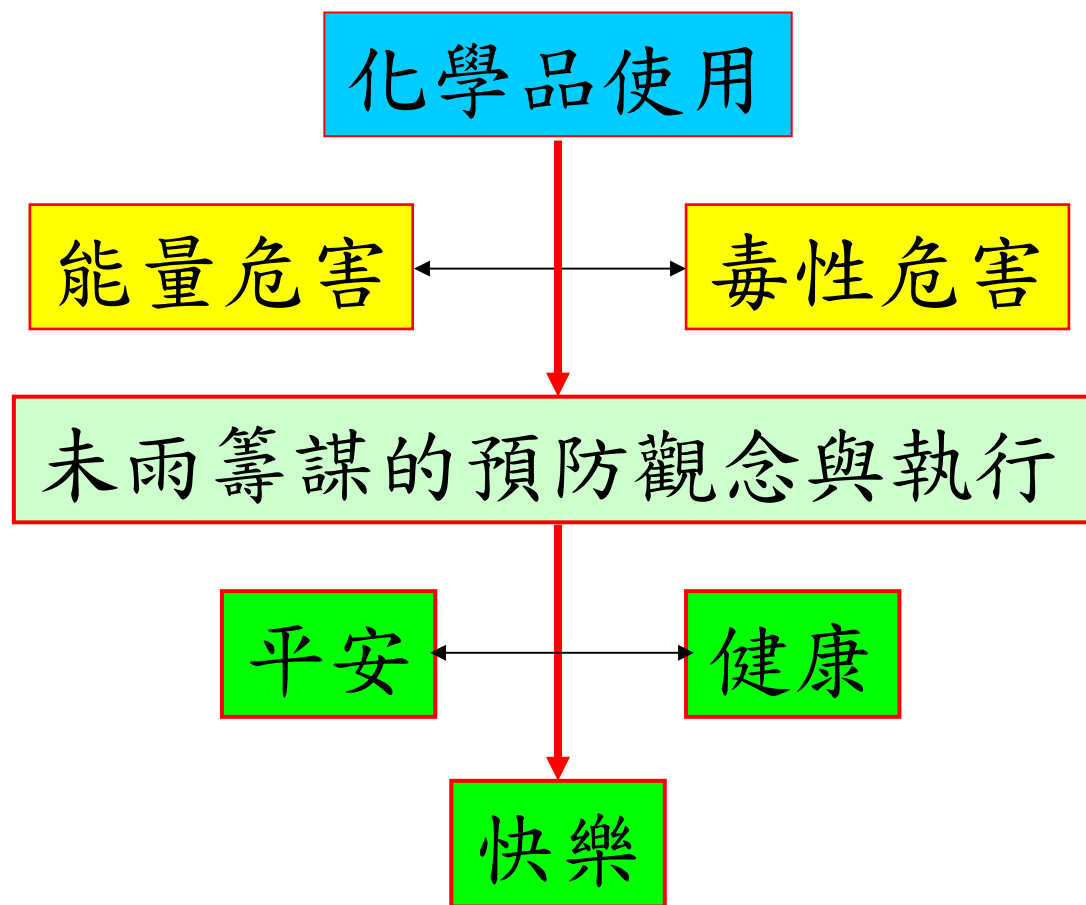 化學品使用
能量危害
毒性危害
未雨籌謀的預防觀念與執行
平安
健康
快樂